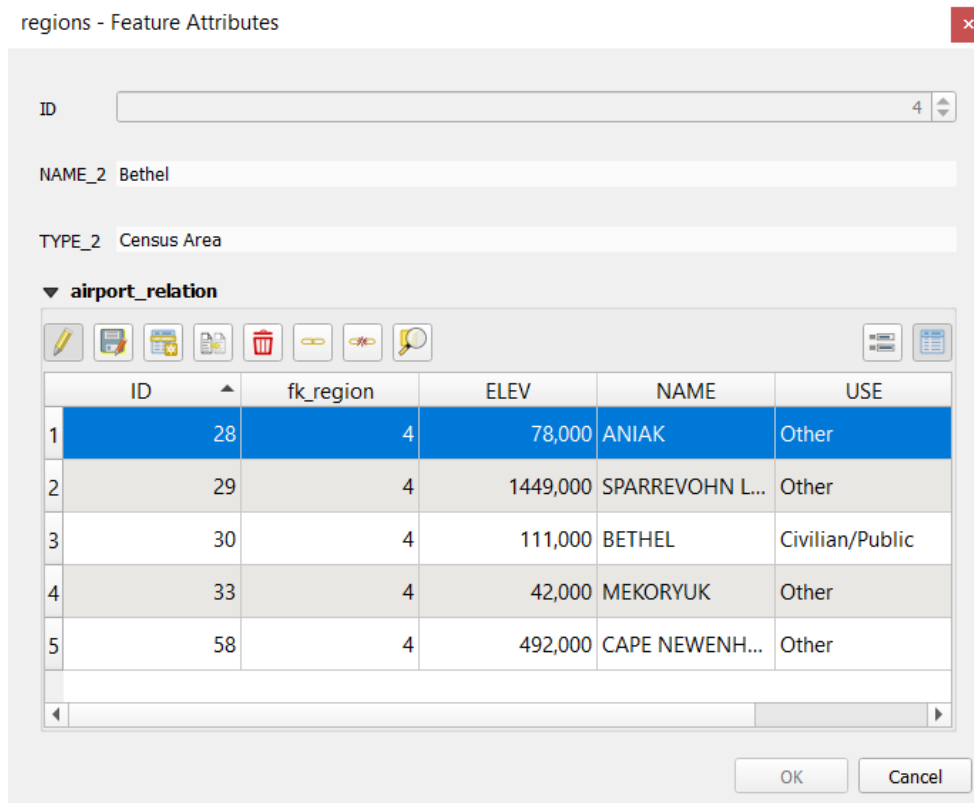 regions - Feature Attributes
ID 4
NAME_2 Bethel
TYPE_2 Census Area
airport_relation
ID fk_region ELEV NAME USE
1 28 4 78,000 ANIAK Other
2 29 4 1449,000 SPARREVOHN L... Other
3 30 4 111,000 BETHEL Civilian/Public
4 33 4 42,000 MEKORYUK Other
5 58 4 492,000 CAPE NEWENH... Other
OK Cancel